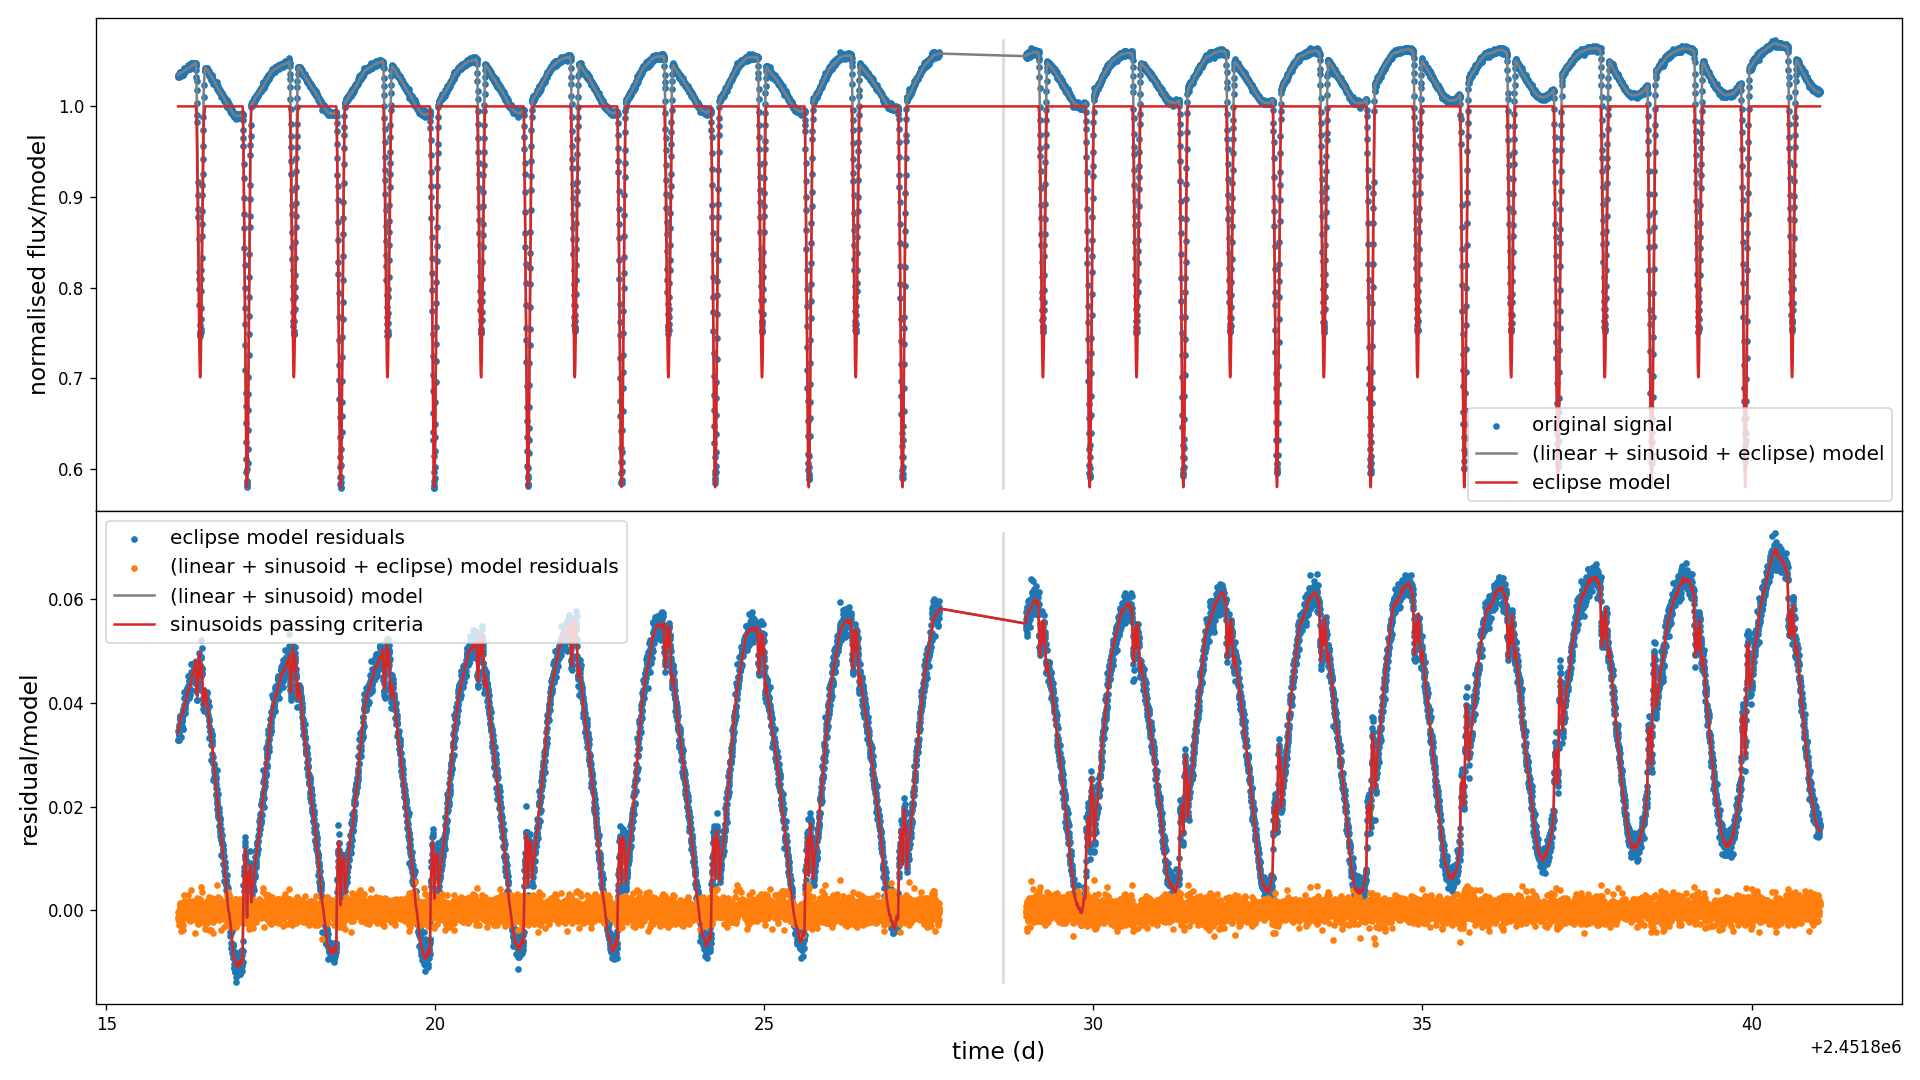 normalised flux/model
1.0
0.9
0.8
0.7
0.6
original signal
(linear + sinusoid + eclipse) model
eclipse model
residual/model
0.06
0.04
0.02
0.00
eclipse model residuals
(linear + sinusoid + eclipse) model residuals
(linear + sinusoid) model
sinusoids passing criteria
15
20
25
30
35
40
time (d)
+2.4518e6